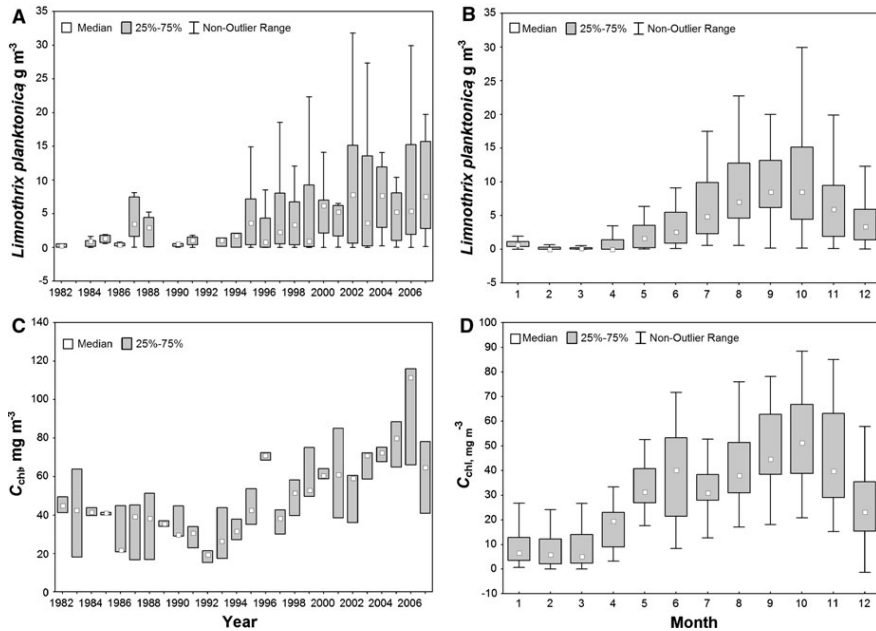 A
Median 25%-75% Non-Outlier Range
35
30
25
20
15
10
5
0
-5
Limnothrix planktonicą g m-3
1982 1984 1986 1988 1990 1992 1994 1996 1998 2000 2002 2004 2006
B
Median 25%-75% Non-Outlier Range
35
30
25
20
15
10
5
0
-5
Limnothrix planktonicą g m-3
1 2 3 4 5 6 7 8 9 10 11 12
C
Median 25%-75%
140
120
100
80
60
40
20
0
Cchl, mg m-3
1982 1984 1986 1988 1990 1992 1994 1996 1998 2000 2002 2004 2006
Year
D
Median 25%-75% Non-Outlier Range
100
90
80
70
60
50
40
30
20
10
0
-10
Cchl, mg m-3
1 2 3 4 5 6 7 8 9 10 11 12
Month